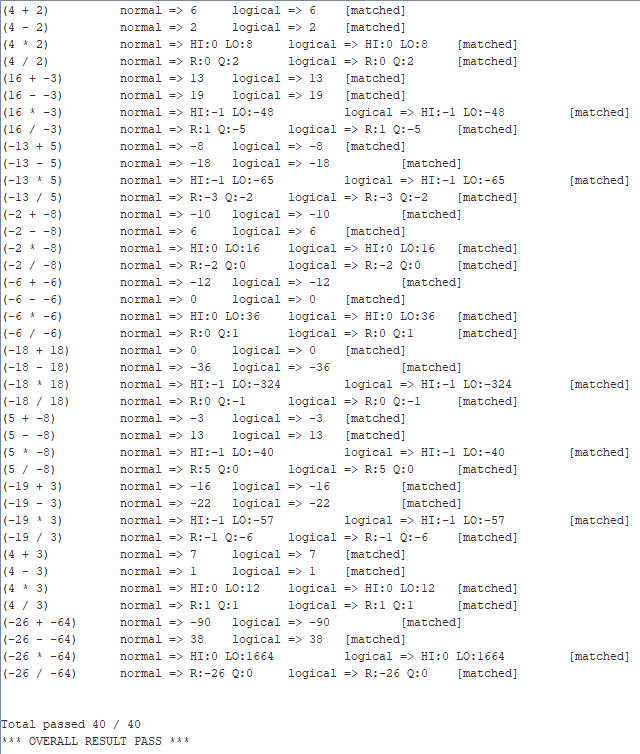 (4 + 2) normal => 6 logical => 6 [matched]
(4 - 2) normal => 2 logical => 2 [matched]
(4 * 2) normal => HI:0 LO:8 logical => HI:0 LO:8 [matched]
(4 / 2) normal => R:0 Q:2 logical => R:0 Q:2 [matched]
(16 + -3) normal => 13 logical => 13 [matched]
(16 - -3) normal => 19 logical => 19 [matched]
(16 * -3) normal => HI:-1 LO:-48 logical => HI:-1 LO:-48 [matched]
(16 / -3) normal => R:1 Q:-5 logical => R:1 Q:-5 [matched]
(-13 + 5) normal => -8 logical => -8 [matched]
(-13 - 5) normal => -18 logical => -18 [matched]
(-13 * 5) normal => HI:-1 LO:-65 logical => HI:-1 LO:-65 [matched]
(-13 / 5) normal => R:-3 Q:-2 logical => R:-3 Q:-2 [matched]
(-2 + -8) normal => -10 logical => -10 [matched]
(-2 - -8) normal => 6 logical => 6 [matched]
(-2 * -8) normal => HI:0 LO:16 logical => HI:0 LO:16 [matched]
(-2 / -8) normal => R:-2 Q:0 logical => R:-2 Q:0 [matched]
(-6 + -6) normal => -12 logical => -12 [matched]
(-6 - -6) normal => 0 logical => 0 [matched]
(-6 * -6) normal => HI:0 LO:36 logical => HI:0 LO:36 [matched]
(-6 / -6) normal => R:0 Q:1 logical => R:0 Q:1 [matched]
(-18 + 18) normal => 0 logical => 0 [matched]
(-18 - 18) normal => -36 logical => -36 [matched]
(-18 * 18) normal => HI:-1 LO:-324 logical => HI:-1 LO:-324 [matched]
(-18 / 18) normal => R:0 Q:-1 logical => R:0 Q:-1 [matched]
(5 + -8) normal => -3 logical => -3 [matched]
(5 - -8) normal => 13 logical => 13 [matched]
(5 * -8) normal => HI:-1 LO:-40 logical => HI:-1 LO:-40 [matched]
(5 / -8) normal => R:5 Q:0 logical => R:5 Q:0 [matched]
(-19 + 3) normal => -16 logical => -16 [matched]
(-19 - 3) normal => -22 logical => -22 [matched]
(-19 * 3) normal => HI:-1 LO:-57 logical => HI:-1 LO:-57 [matched]
(-19 / 3) normal => R:-1 Q:-6 logical => R:-1 Q:-6 [matched]
(4 + 3) normal => 7 logical => 7 [matched]
(4 - 3) normal => 1 logical => 1 [matched]
(4 * 3) normal => HI:0 LO:12 logical => HI:0 LO:12 [matched]
(4 / 3) normal => R:1 Q:1 logical => R:1 Q:1 [matched]
(-26 + -64) normal => -90 logical => -90 [matched]
(-26 - -64) normal => 38 logical => 38 [matched]
(-26 * -64) normal => HI:0 LO:1664 logical => HI:0 LO:1664 [matched]
(-26 / -64) normal => R:-26 Q:0 logical => R:-26 Q:0 [matched]
Total passed 40 / 40
*** OVERALL RESULT PASS ***